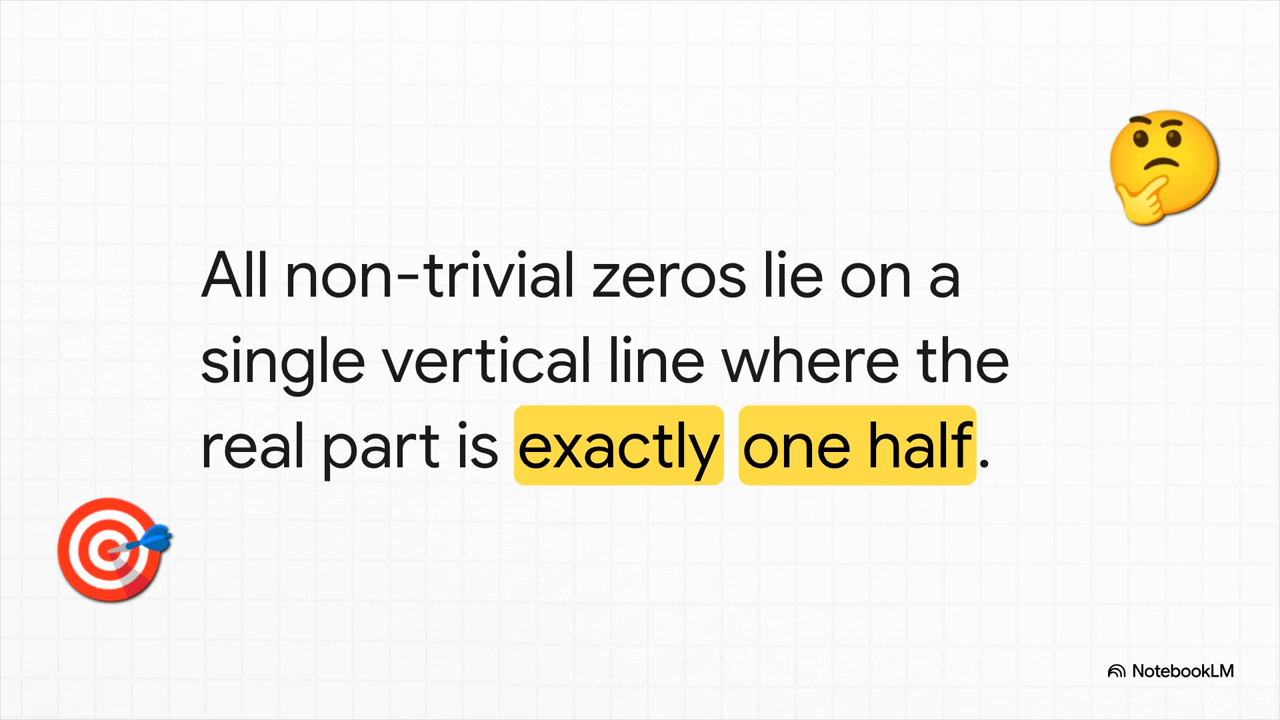 All non-trivial zeros lie on a
single vertical line where the
real part is exactly one half.
NotebookLM